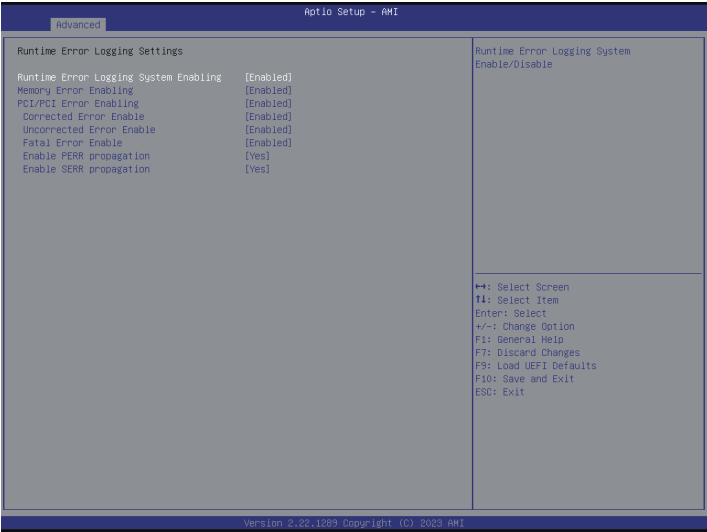 Aptio Setup - AMI
Advanced
Runtime Error Logging Settings
Runtime Error Logging System Enabling [Enabled]
Memory Error Enabling [Enabled]
PCI/PCI Error Enabling [Enabled]
Corrected Error Enable [Enabled]
Uncorrected Error Enable [Enabled]
Fatal Error Enable [Enabled]
Enable PERR propagation [Yes]
Enable SERR propagation [Yes]
Runtime Error Logging System
Enable/Disable
↔: Select Screen
↑↓: Select Item
Enter: Select
+/-: Change Option
F1: General Help
F7: Discard Changes
F9: Load UEFI Defaults
F10: Save and Exit
ESC: Exit
Version 2.22.1289 Copyright (C) 2023 AMI